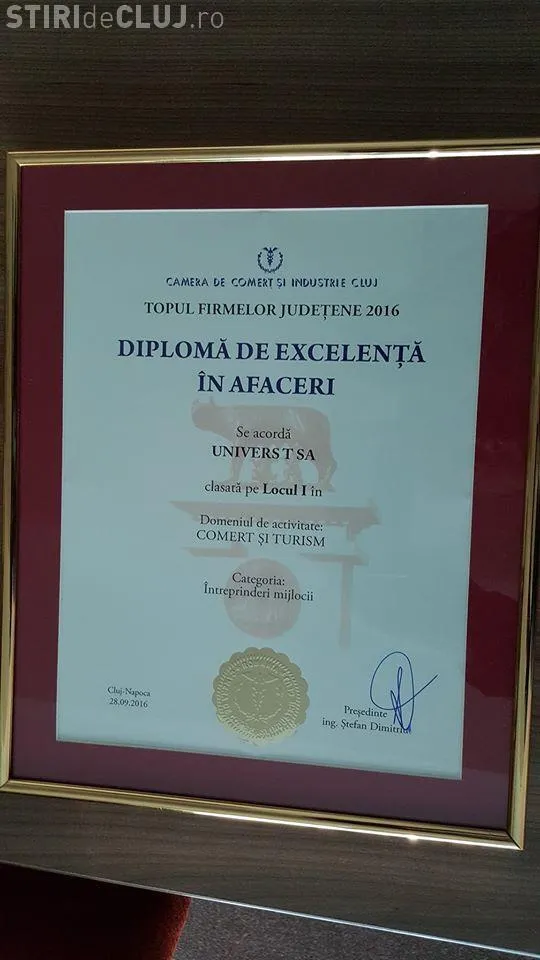 STIRIdeCLUJ.ro
CAMERA DE COMERT ȘI INDUSTRIE CLUJ
TOPUL FIRMELOR JUDEȚENE 2016
DIPLOMĂ DE EXCELENȚĂ
ÎN AFACERI
Se acordă
UNIVERS T SA
clasată pe Locul I în
Domeniul de activitate:
COMERT ȘI TURISM
Categoria:
Întreprinderi mijlocii
Cluj-Napoca
28.09.2016
Președinte
ing. Ștefan Dimitriu